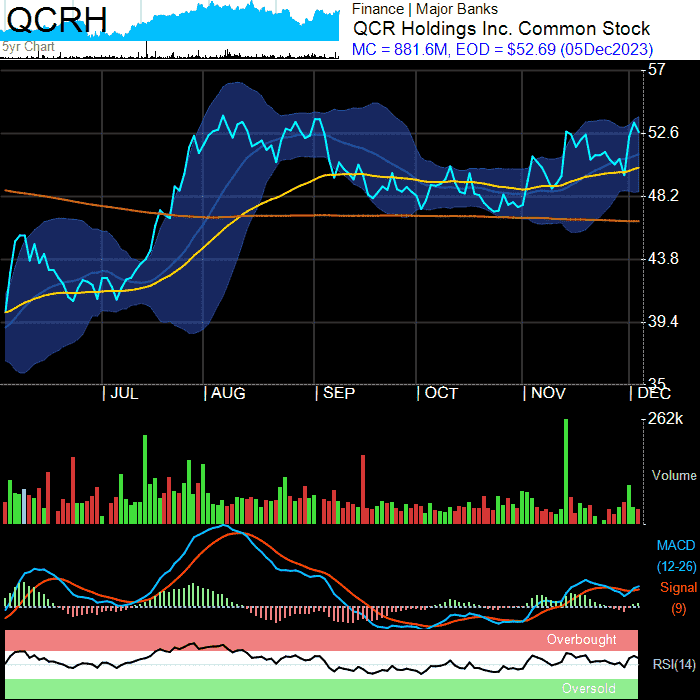 QCRH
5yr Chart
Finance | Major Banks
QCR Holdings Inc. Common Stock
MC = 881.6M, EOD = $52.69 (05Dec2023)
57
52.6
48.2
43.8
39.4
35
JUL AUG SEP OCT NOV DEC
262k
Volume
MACD
(12-26)
Signal
(9)
Overbought
RSI(14)
Oversold